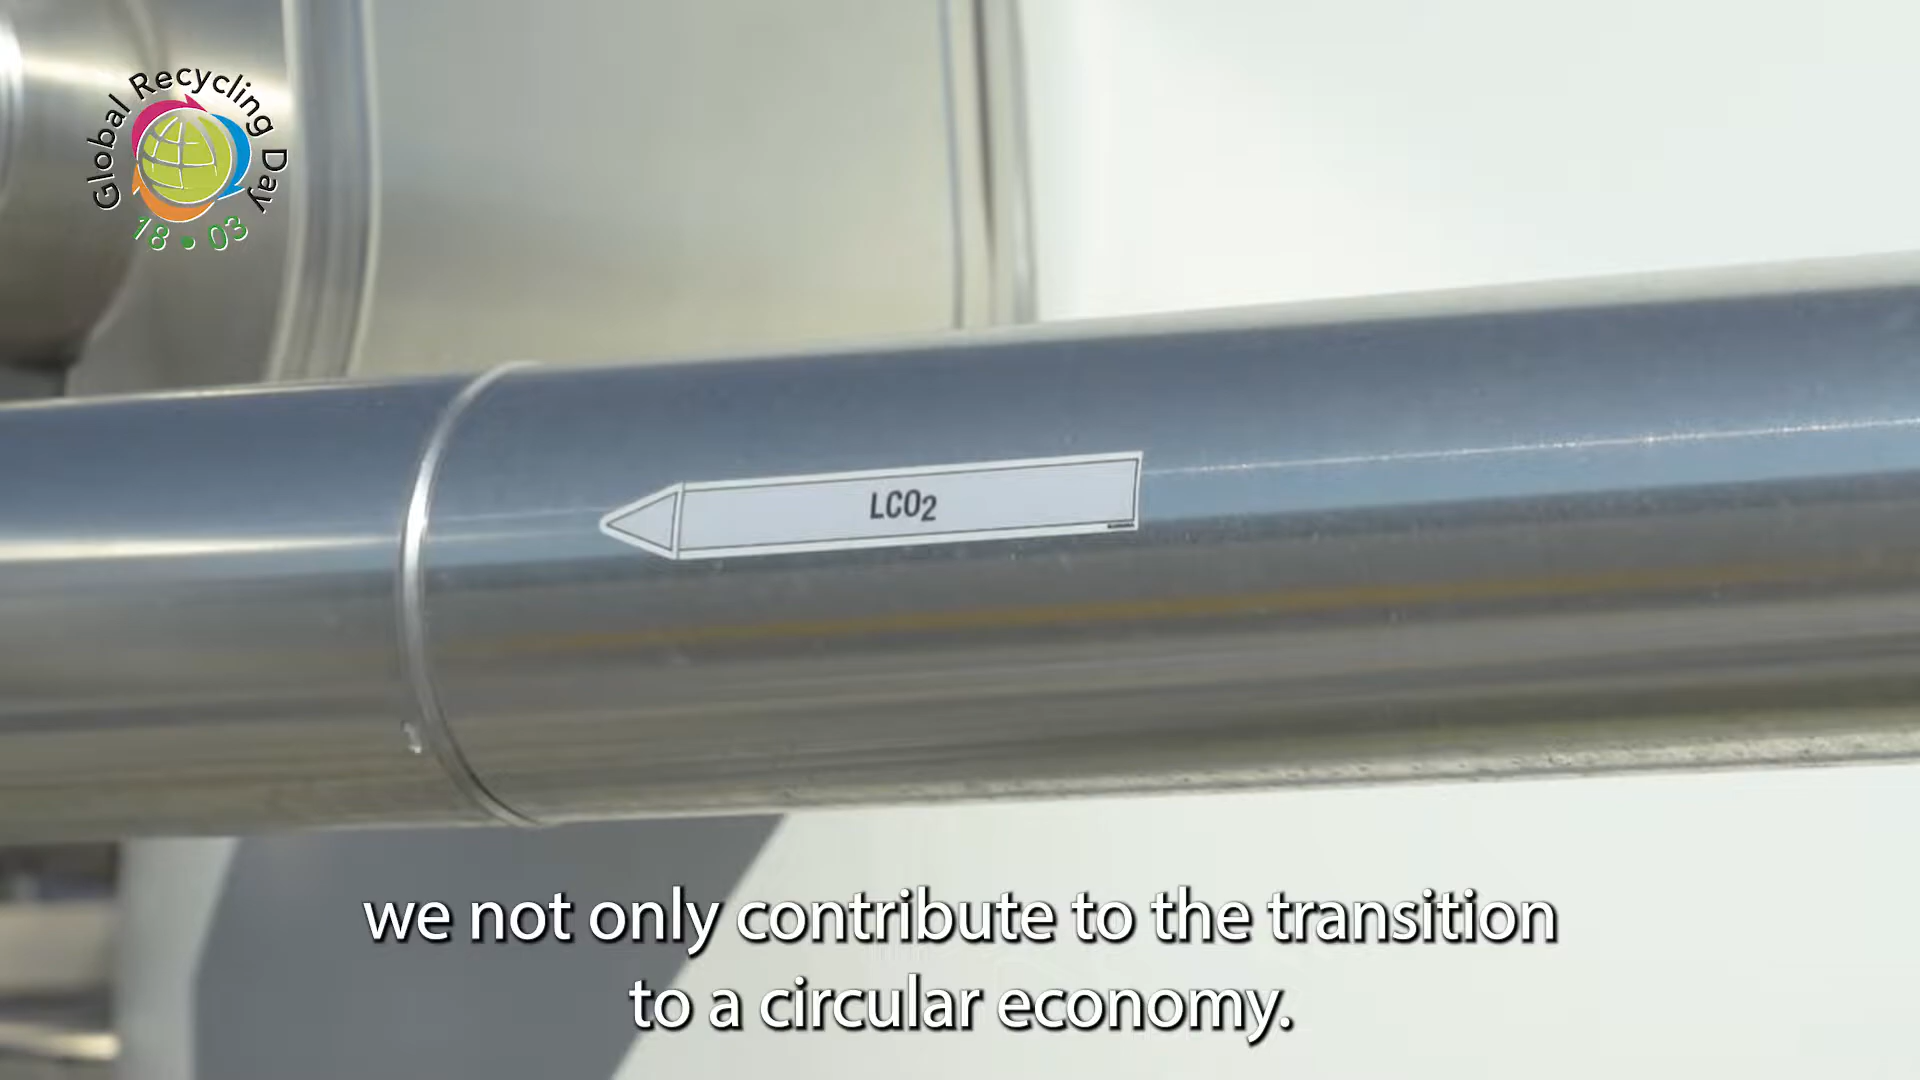 Global Recycling Day
18 • 03
LCO2
we not only contribute to the transition
to a circular economy.